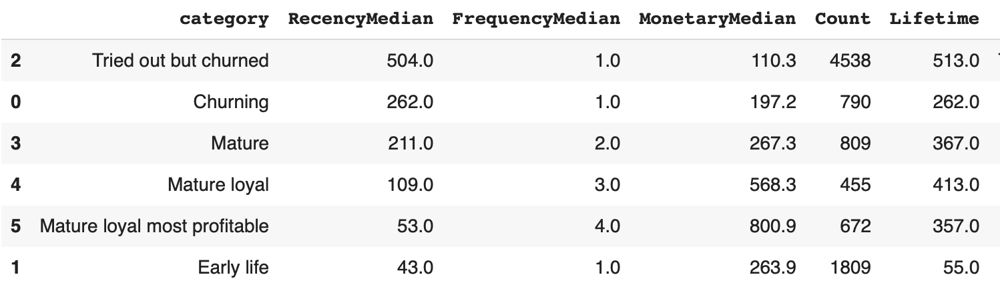 category RecencyMedian FrequencyMedian MonetaryMedian Count Lifetime
2 Tried out but churned 504.0 1.0 110.3 4538 513.0
0 Churning 262.0 1.0 197.2 790 262.0
3 Mature 211.0 2.0 267.3 809 367.0
4 Mature loyal 109.0 3.0 568.3 455 413.0
5 Mature loyal most profitable 53.0 4.0 800.9 672 357.0
1 Early life 43.0 1.0 263.9 1809 55.0